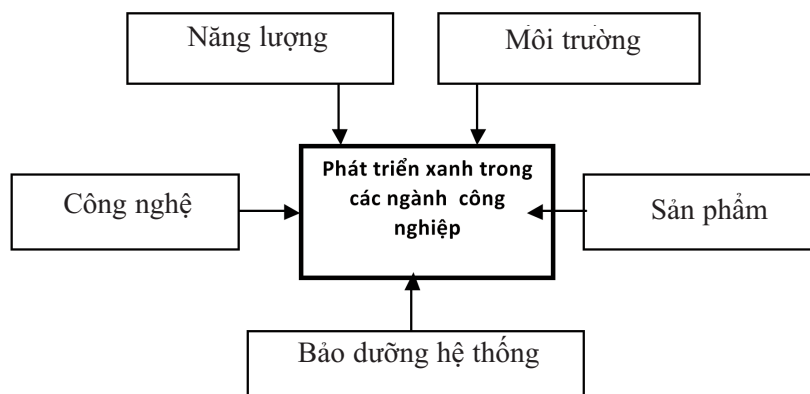 Năng lượng
Môi trường
Phát triển xanh trong
các ngành công
nghiệp
Công nghệ
Sản phẩm
Bảo dưỡng hệ thống